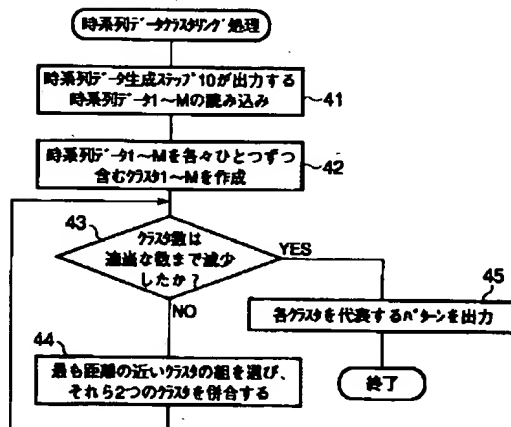 時系列データクラスタリング処理
時系列データ生成ステップ10が出力する
時系列データ1～Mの読み込み
41
時系列データ1～Mを各々ひとつずつ
含むクラスタ1～Mを作成
42
43
クラスタ数は
適当な数まで減少
したか？
YES
NO
45
各クラスタを代表するパターンを出力
44
最も距離の近いクラスタの組を選び、
それら2つのクラスタを併合する
終了